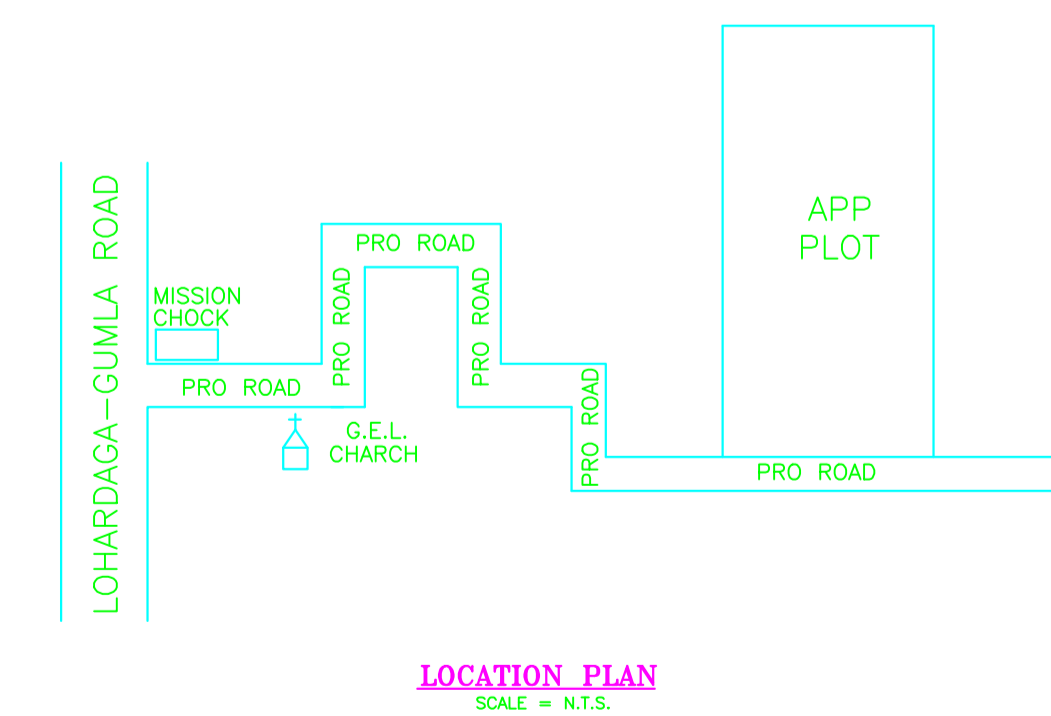 LOHARDAGA-GUMLA ROAD
MISSION
CHOCK
PRO ROAD
PRO ROAD
PRO ROAD
PRO ROAD
G.E.L.
CHARCH
PRO ROAD
PRO ROAD
APP
PLOT
LOCATION PLAN
SCALE = N.T.S.